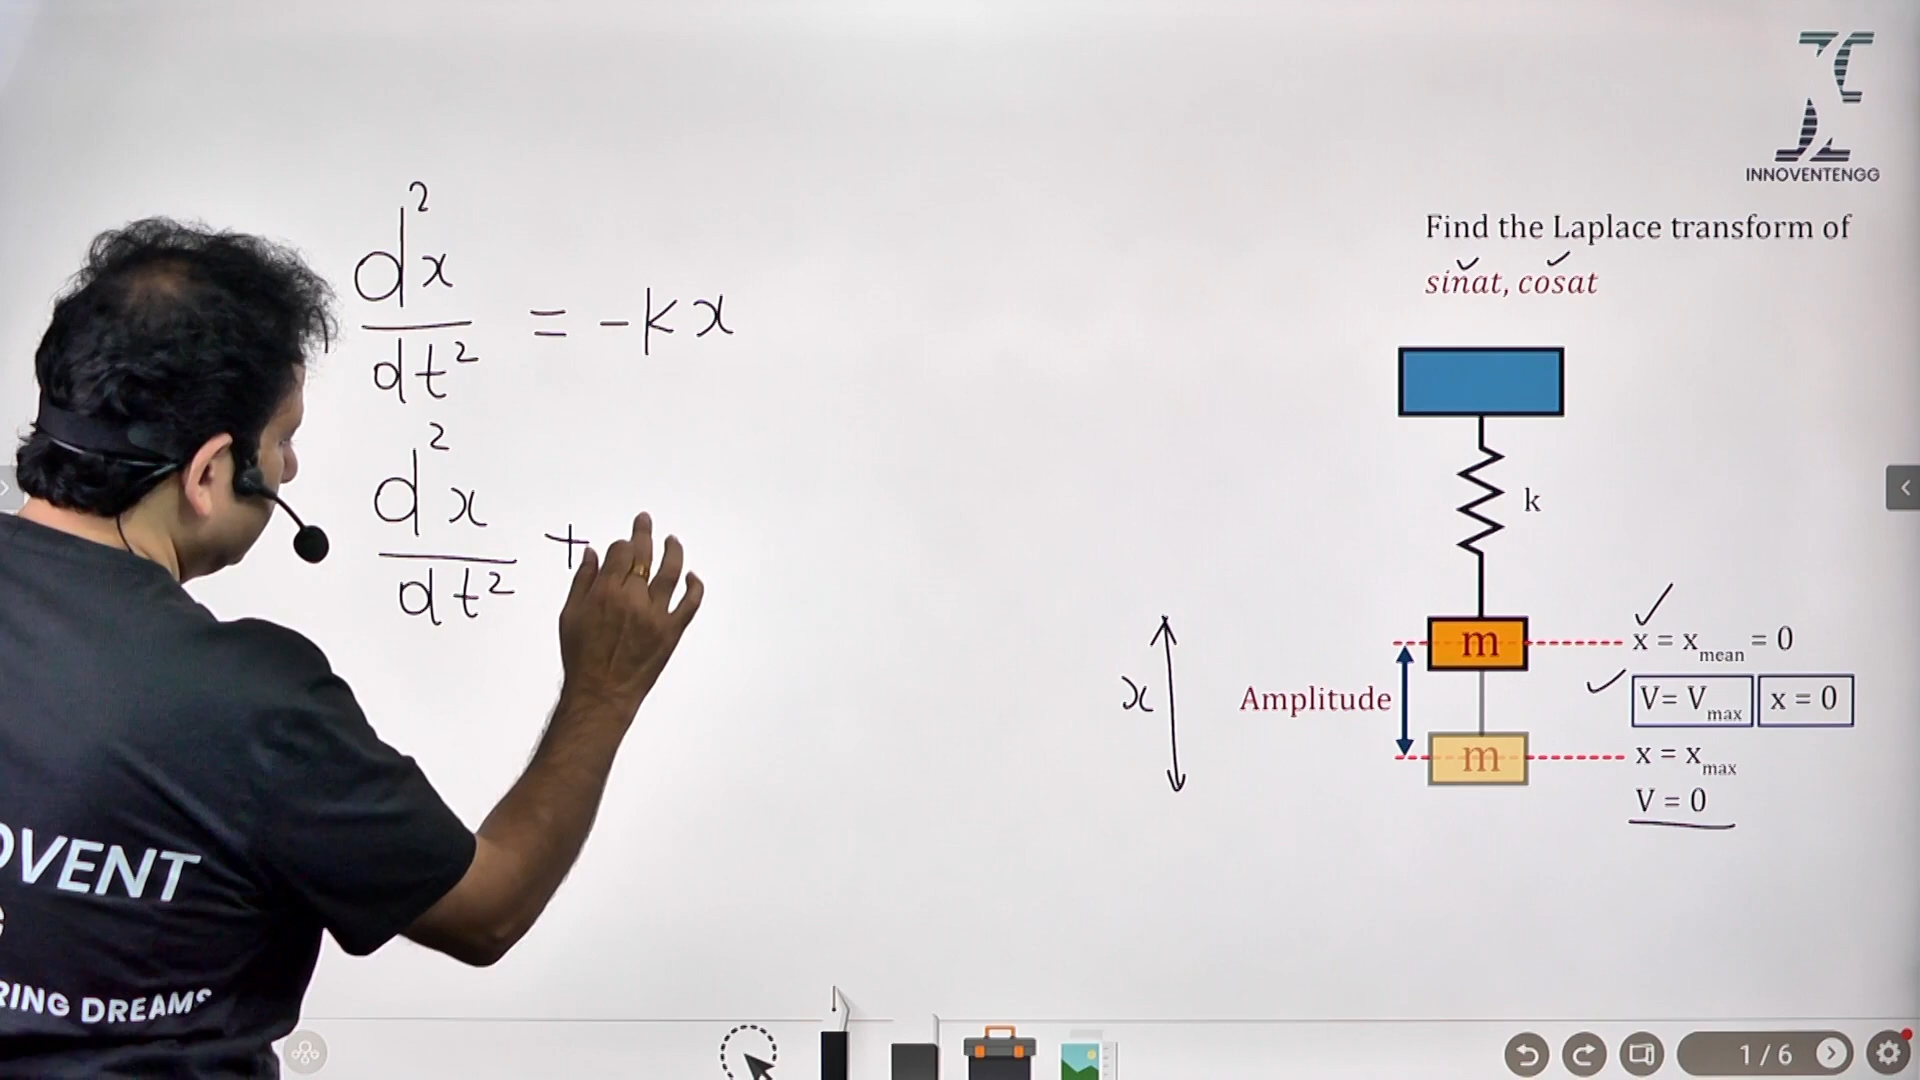 INNOVENTENGG
Find the Laplace transform of
sinat, cosat
d²x/dt² = -kx
d²x/dt² +
k
m
x = x_mean = 0
x
Amplitude
V= V_max
x = 0
m
x = x_max
V = 0
OVENT
RING DREAMS
1 / 6